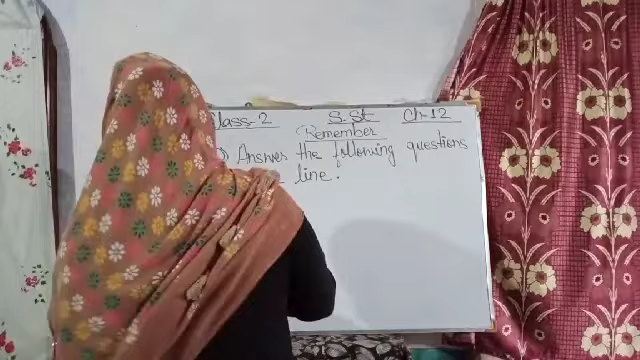 Class-2 S.St Ch-12
Remember
Answer the following questions
line.